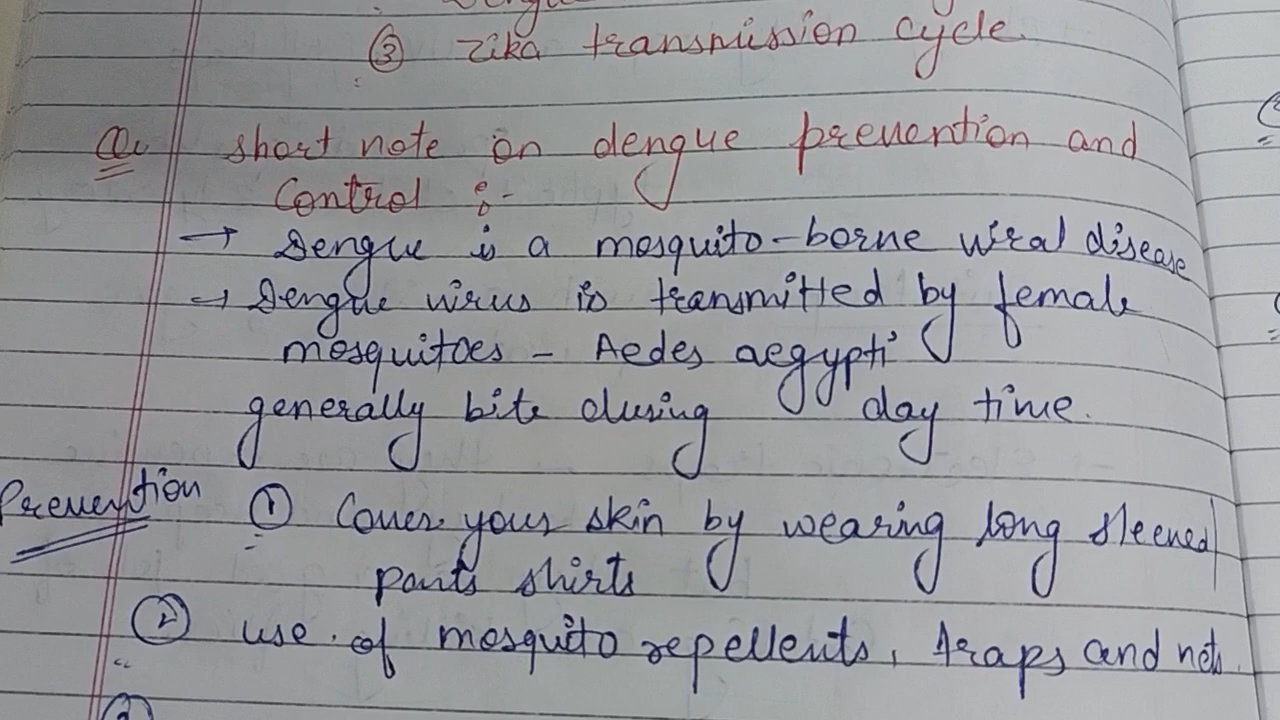 ③ Zika transmission cycle.
Q. short note on dengue prevention and
Control :-
→ Dengue is a mosquito-borne viral disease
→ Dengue virus is transmitted by female
mosquitoes - Aedes aegypti
generally bite during day time.
Prevention ① Cover your skin by wearing long sleeved
pants shirts
② use of mosquito repellents, traps and nets